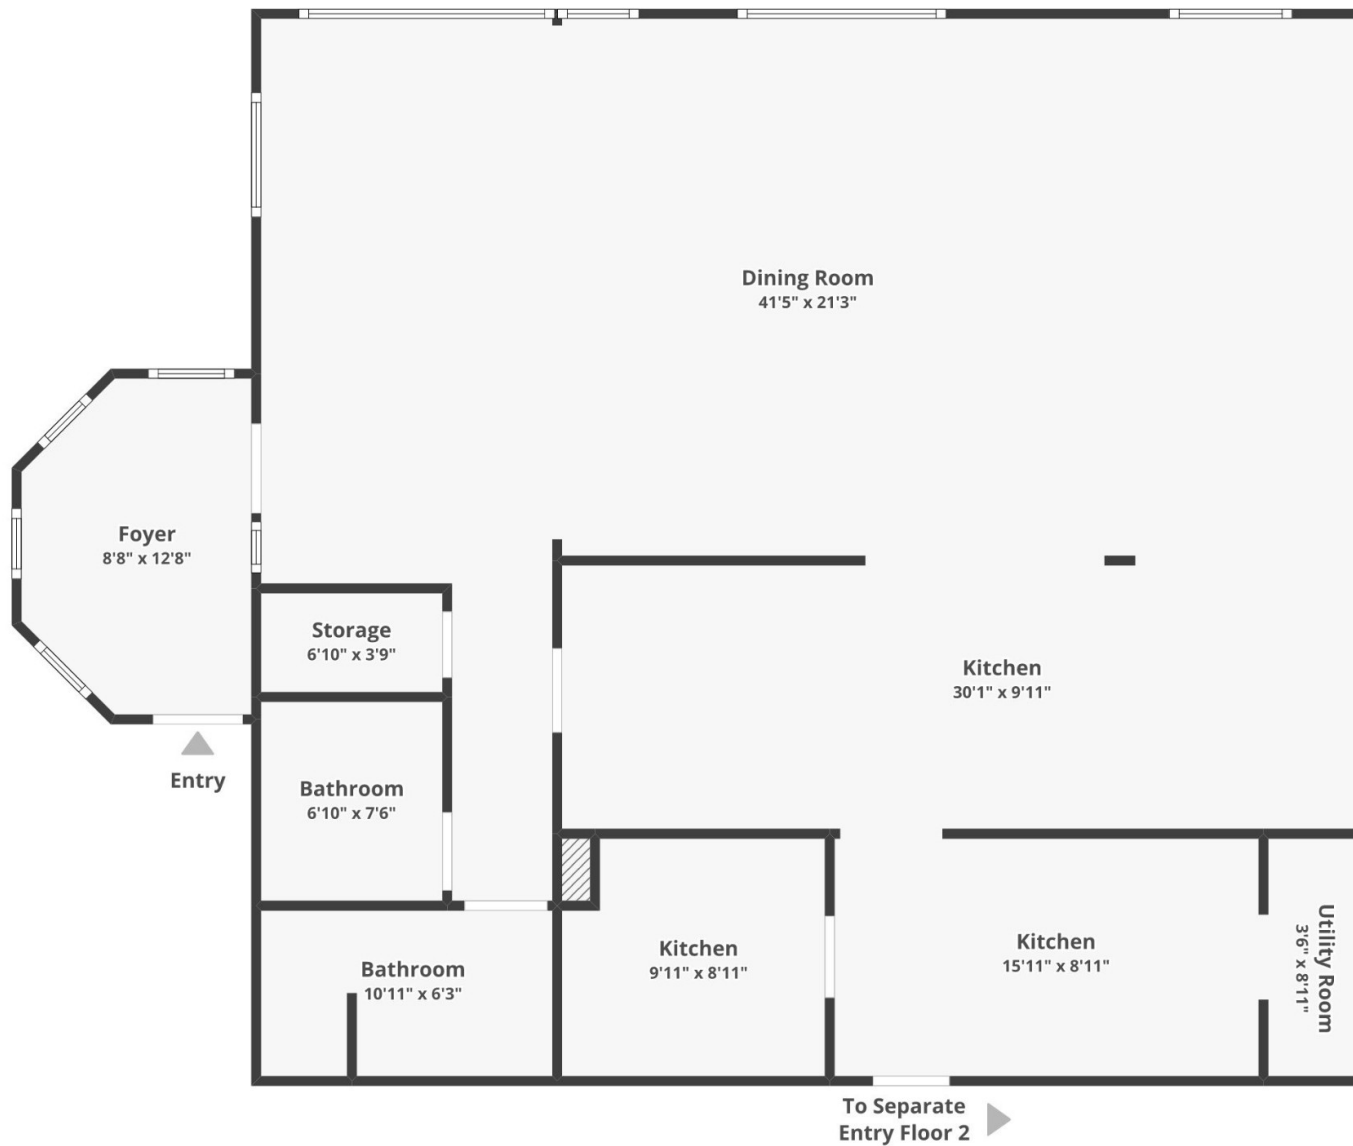 Dining Room
41'5" x 21'3"
Foyer
8'8" x 12'8"
Storage
6'10" x 3'9"
Kitchen
30'1" x 9'11"
Entry
Bathroom
6'10" x 7'6"
Bathroom
10'11" x 6'3"
Kitchen
9'11" x 8'11"
Kitchen
15'11" x 8'11"
Utility Room
3'6" x 8'11"
To Separate
Entry Floor 2